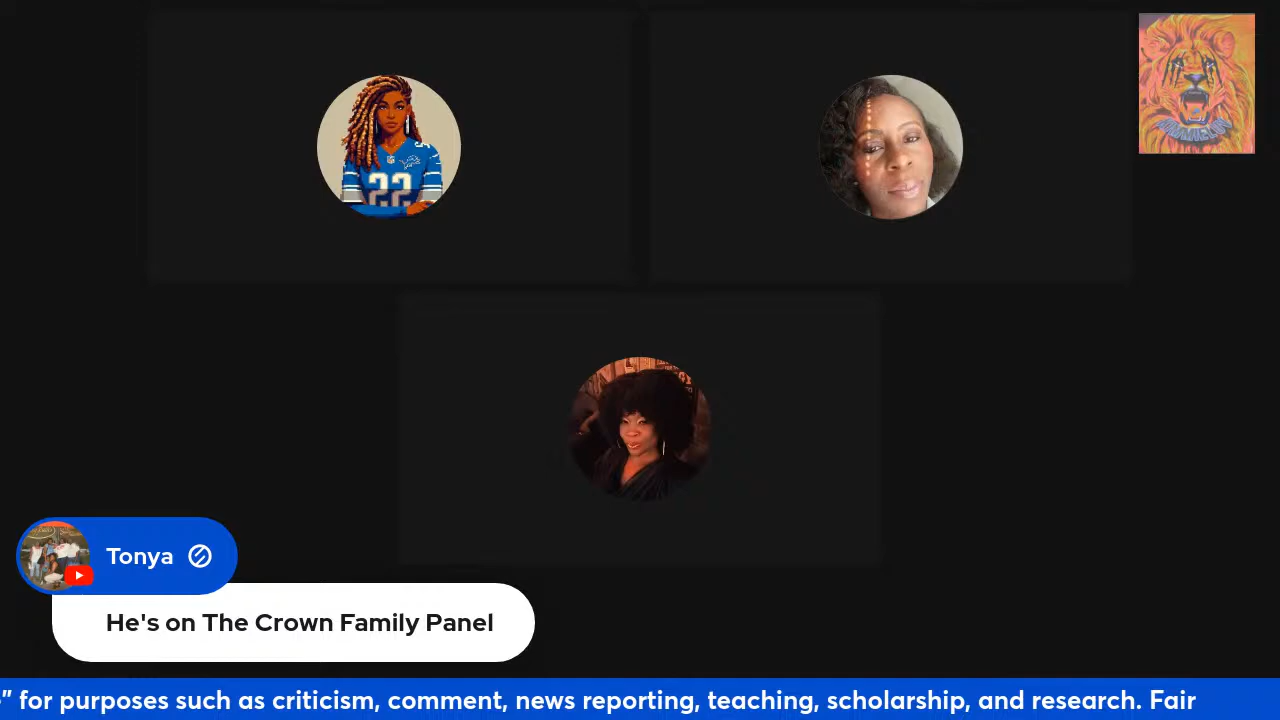 22
Tonya
He's on The Crown Family Panel
" for purposes such as criticism, comment, news reporting, teaching, scholarship, and research. Fair